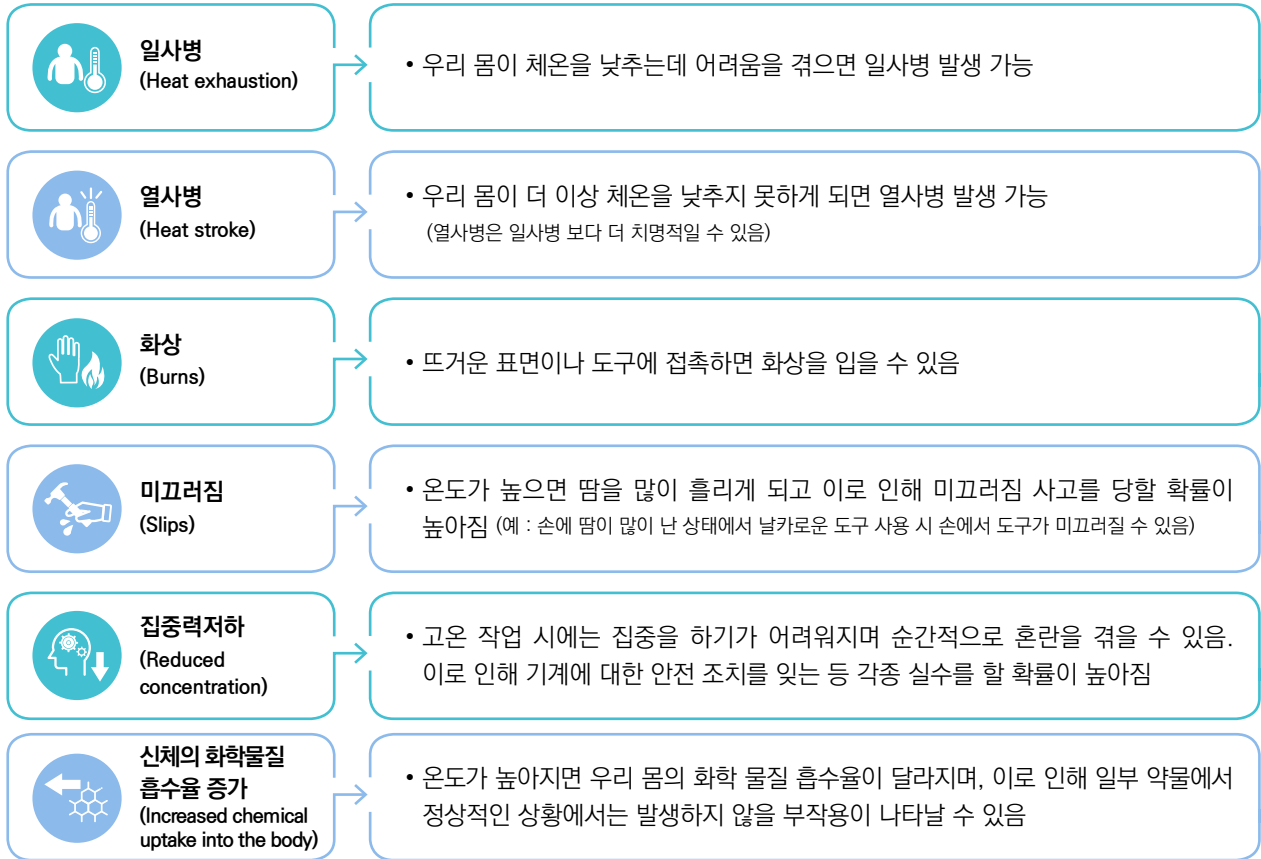 일사병
(Heat exhaustion)
• 우리 몸이 체온을 낮추는데 어려움을 겪으면 일사병 발생 가능
열사병
(Heat stroke)
• 우리 몸이 더 이상 체온을 낮추지 못하게 되면 열사병 발생 가능
(열사병은 일사병 보다 더 치명적일 수 있음)
화상
(Burns)
• 뜨거운 표면이나 도구에 접촉하면 화상을 입을 수 있음
미끄러짐
(Slips)
• 온도가 높으면 땀을 많이 흘리게 되고 이로 인해 미끄러짐 사고를 당할 확률이
높아짐 (예 : 손에 땀이 많이 난 상태에서 날카로운 도구 사용 시 손에서 도구가 미끄러질 수 있음)
집중력저하
(Reduced
concentration)
• 고온 작업 시에는 집중을 하기가 어려워지며 순간적으로 혼란을 겪을 수 있음.
이로 인해 기계에 대한 안전 조치를 잊는 등 각종 실수를 할 확률이 높아짐
신체의 화학물질
흡수율 증가
(Increased chemical
uptake into the body)
• 온도가 높아지면 우리 몸의 화학 물질 흡수율이 달라지며, 이로 인해 일부 약물에서
정상적인 상황에서는 발생하지 않을 부작용이 나타날 수 있음